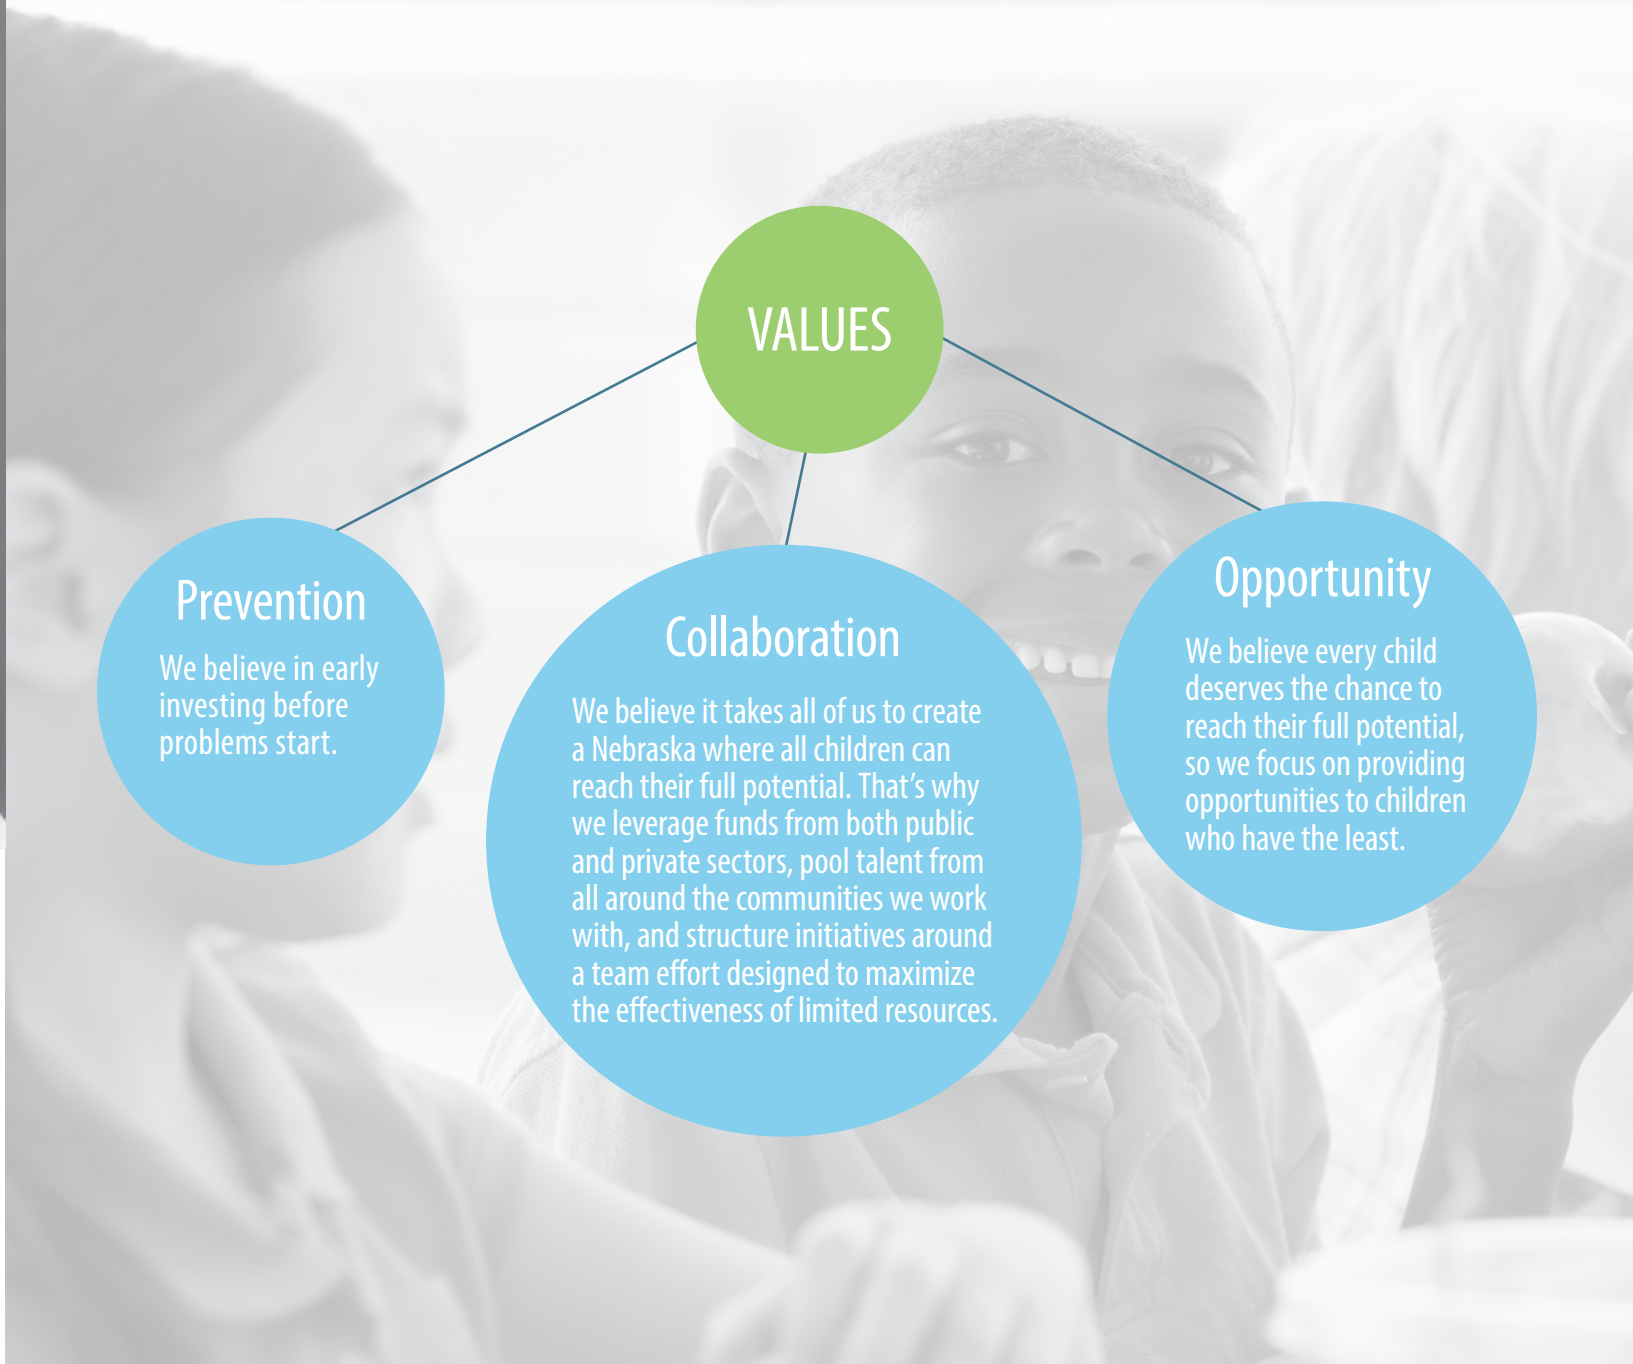 VALUES
Prevention
We believe in early
investing before
problems start.
Collaboration
We believe it takes all of us to create
a Nebraska where all children can
reach their full potential. That’s why
we leverage funds from both public
and private sectors, pool talent from
all around the communities we work
with, and structure initiatives around
a team effort designed to maximize
the effectiveness of limited resources.
Opportunity
We believe every child
deserves the chance to
reach their full potential,
so we focus on providing
opportunities to children
who have the least.